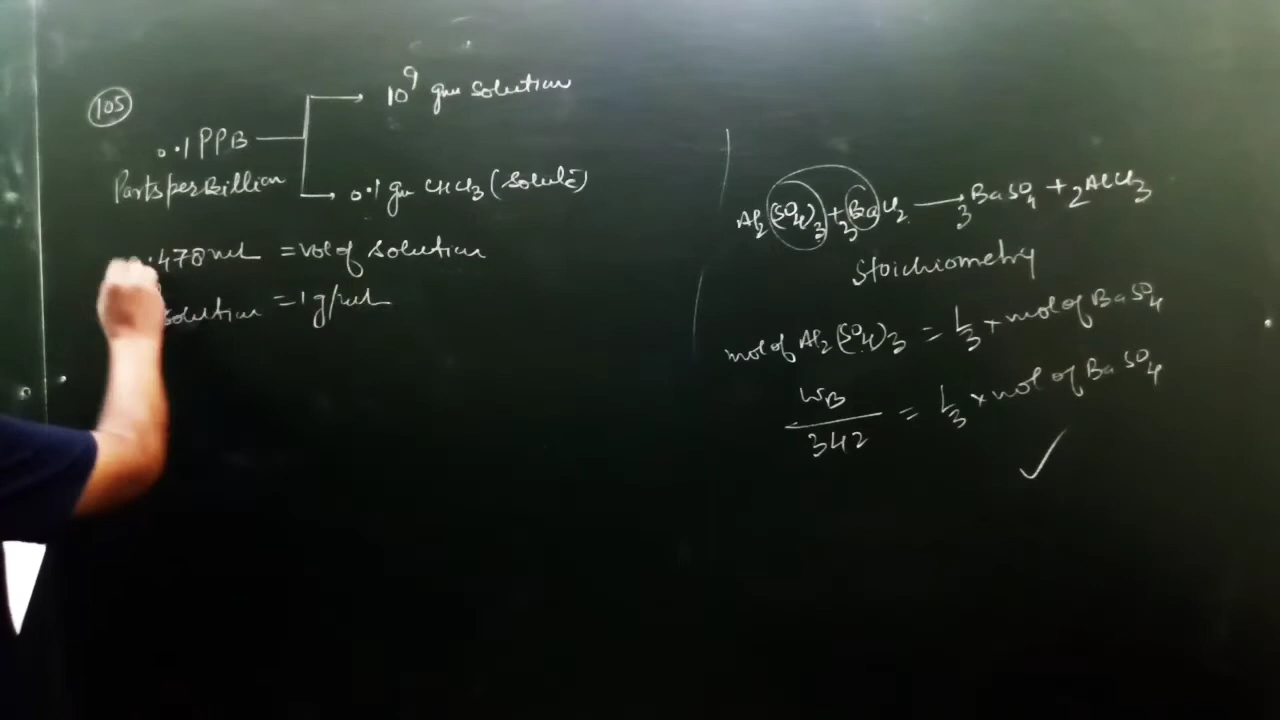 105
10⁹ gm solution
0.1 PPB
Parts per Billion
0.1 gm CHCl₃ (Solute)
478 ml = vol of solution
solution = 1 g/ml
Al₂(SO₄)₃ + 3BaCl₂ → 3BaSO₄ + 2AlCl₃
Stoichiometry
mol of Al₂(SO₄)₃ = 1/3 × mol of BaSO₄
W_B/342 = 1/3 × mol of BaSO₄